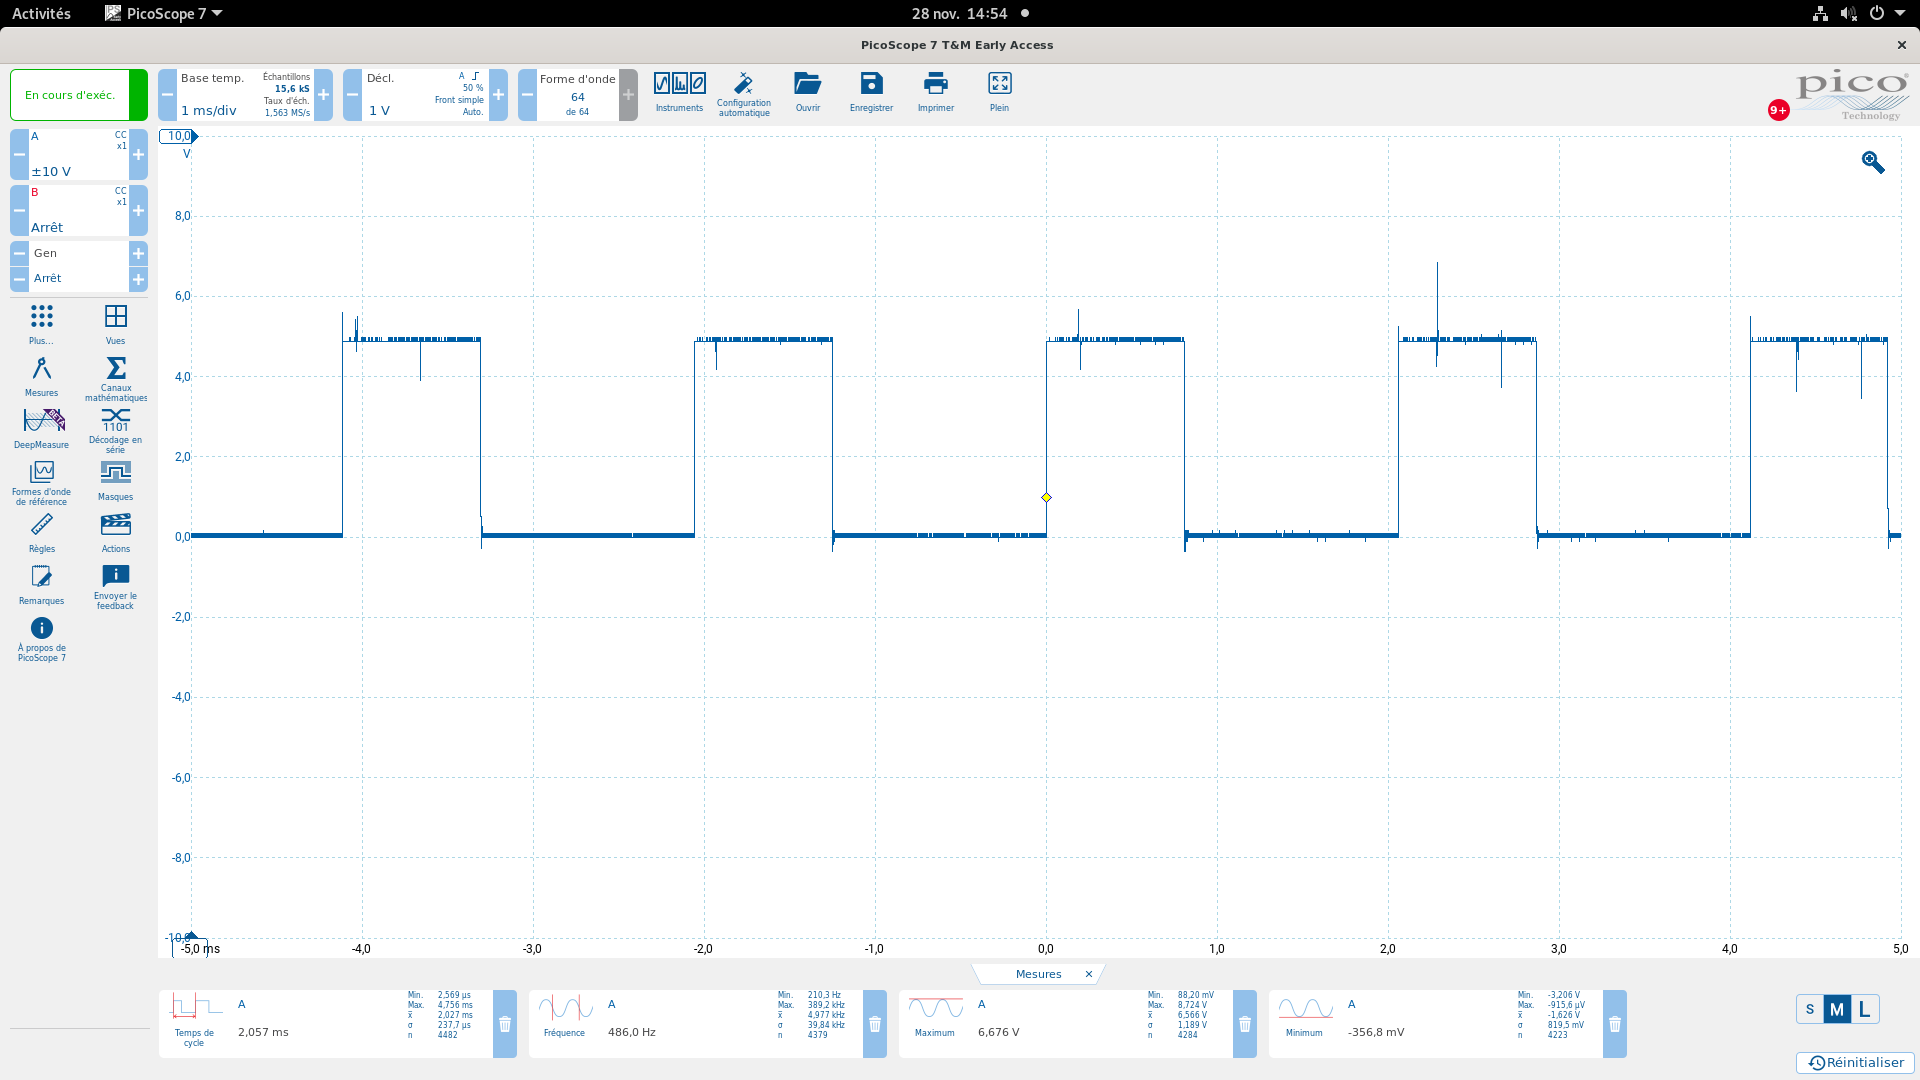 Activités
PicoScope 7
28 nov. 14:54
PicoScope 7 T&M Early Access
En cours d'exéc.
Base temp.
1 ms/div
Échantillons
15,6 kS
Taux d'éch.
1,563 MS/s
Décl.
1 V
A
50 %
Front simple
Auto.
Forme d'onde
64
de 64
Instruments
Configuration
automatique
Ouvrir
Enregistrer
Imprimer
Plein
9+
pico
Technology
A
CC
x1
±10 V
B
CC
x1
Arrêt
Gen
Arrêt
Plus...
Vues
Mesures
Canaux
mathématiques
DeepMeasure
1101
Décodage en
série
Formes d'onde
de référence
Masques
Règles
Actions
Remarques
Envoyer le
feedback
À propos de
PicoScope 7
10,0
V
8,0
6,0
4,0
2,0
0,0
-2,0
-4,0
-6,0
-8,0
-10,0
-5,0 ms
-4,0
-3,0
-2,0
-1,0
0,0
1,0
2,0
3,0
4,0
5,0
Mesures
Temps de
cycle
A
2,057 ms
Min. 2,569 µs
Max. 4,756 ms
x̄ 2,027 ms
σ 237,7 µs
n 4482
Fréquence
A
486,0 Hz
Min. 210,3 Hz
Max. 389,2 kHz
x̄ 4,977 kHz
σ 39,84 kHz
n 4379
Maximum
A
6,676 V
Min. 88,20 mV
Max. 8,724 V
x̄ 6,566 V
σ 1,189 V
n 4284
Minimum
A
-356,8 mV
Min. -3,206 V
Max. -915,6 µV
x̄ -1,626 V
σ 819,5 mV
n 4223
S M L
Réinitialiser